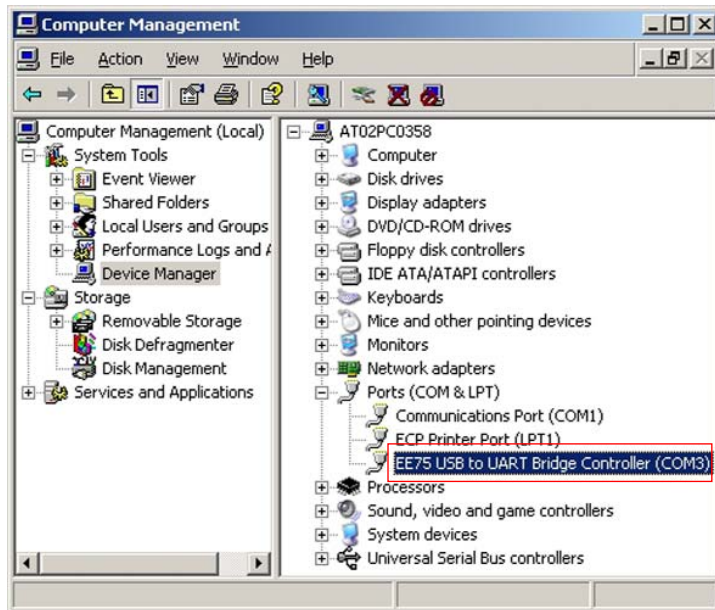 Computer Management
File Action View Window Help
Computer Management (Local)
System Tools
Event Viewer
Shared Folders
Local Users and Groups
Performance Logs and A
Device Manager
Storage
Removable Storage
Disk Defragmenter
Disk Management
Services and Applications
AT02PC0358
Computer
Disk drives
Display adapters
DVD/CD-ROM drives
Floppy disk controllers
IDE ATA/ATAPI controllers
Keyboards
Mice and other pointing devices
Monitors
Network adapters
Ports (COM & LPT)
Communications Port (COM1)
ECP Printer Port (LPT1)
EE75 USB to UART Bridge Controller (COM3)
Processors
Sound, video and game controllers
System devices
Universal Serial Bus controllers